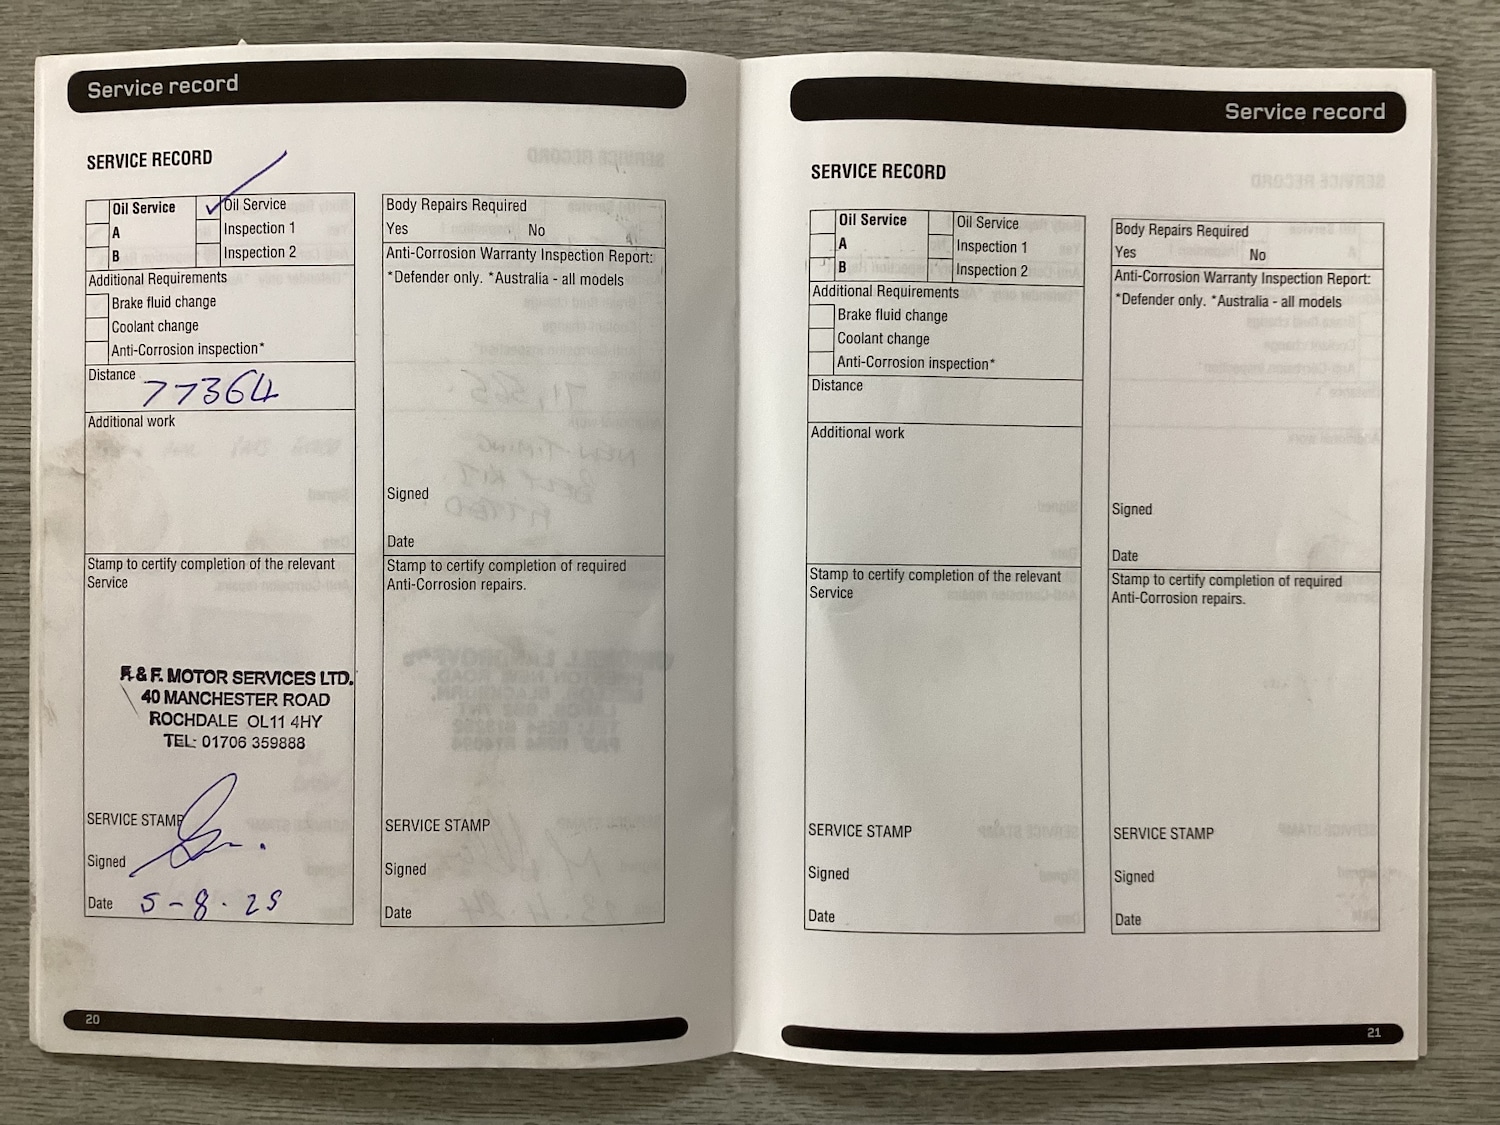 Service record
SERVICE RECORD
Oil Service
A
B
Oil Service
Inspection 1
Inspection 2
Additional Requirements
Brake fluid change
Coolant change
Anti-Corrosion inspection*
Distance 77364
Additional work
Stamp to certify completion of the relevant
Service
F. & F. MOTOR SERVICES LTD.
40 MANCHESTER ROAD
ROCHDALE OL11 4HY
TEL: 01706 359888
SERVICE STAMP
Signed
Date 5-8.25
Body Repairs Required
Yes No
Anti-Corrosion Warranty Inspection Report:
*Defender only. *Australia - all models
Signed
Date
Stamp to certify completion of required
Anti-Corrosion repairs.
SERVICE STAMP
Signed
Date
20
Service record
SERVICE RECORD
Oil Service
A
B
Oil Service
Inspection 1
Inspection 2
Additional Requirements
Brake fluid change
Coolant change
Anti-Corrosion inspection*
Distance
Additional work
Stamp to certify completion of the relevant
Service
SERVICE STAMP
Signed
Date
Body Repairs Required
Yes No
Anti-Corrosion Warranty Inspection Report:
*Defender only. *Australia - all models
Signed
Date
Stamp to certify completion of required
Anti-Corrosion repairs.
SERVICE STAMP
Signed
Date
21